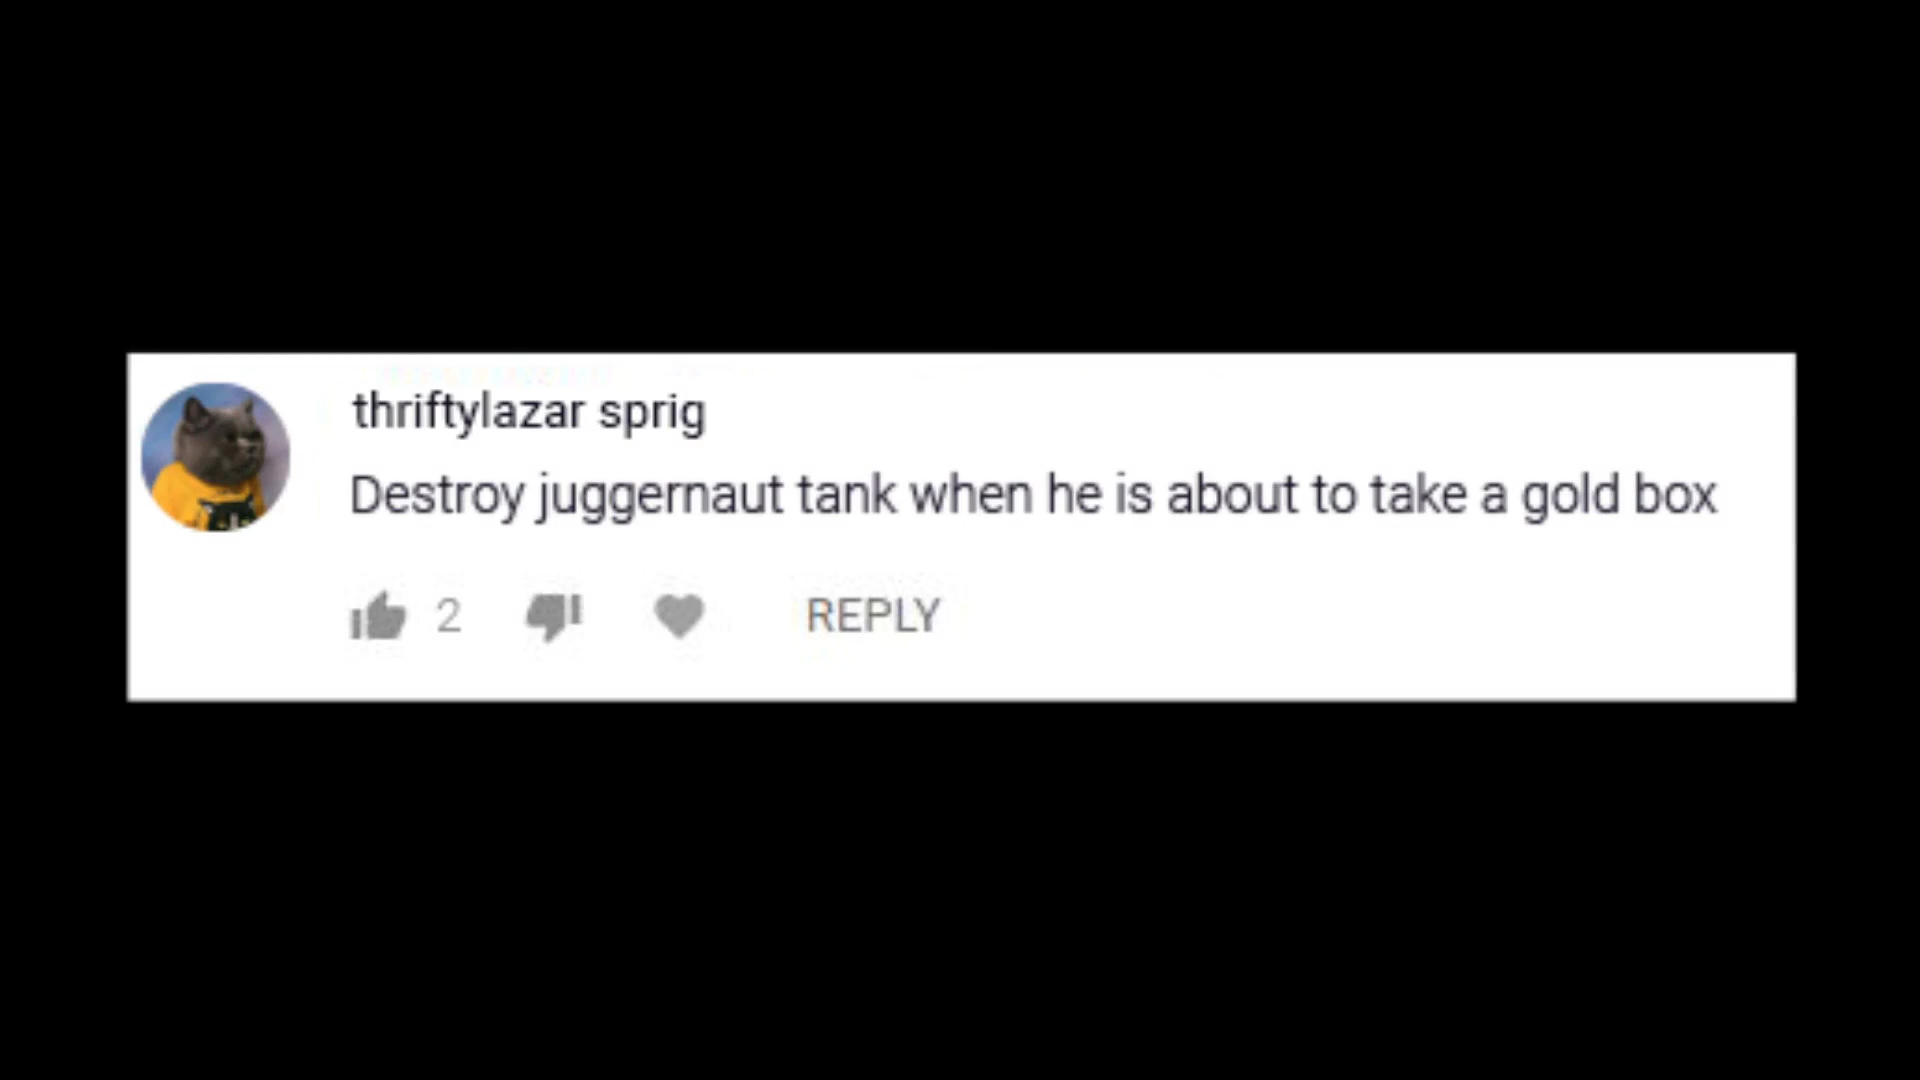 thriftylazar sprig
Destroy juggernaut tank when he is about to take a gold box
2 REPLY